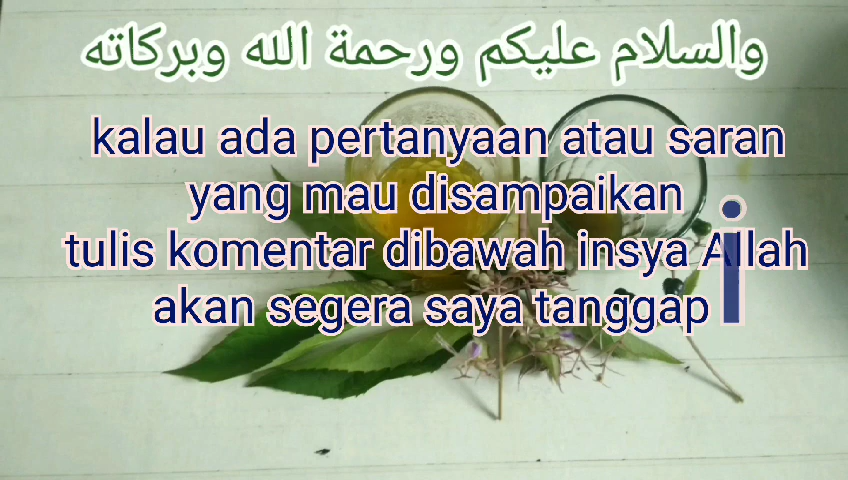 والسلام عليكم ورحمة الله وبركاته
kalau ada pertanyaan atau saran
yang mau disampaikan
tulis komentar dibawah insya Allah
akan segera saya tanggap
i